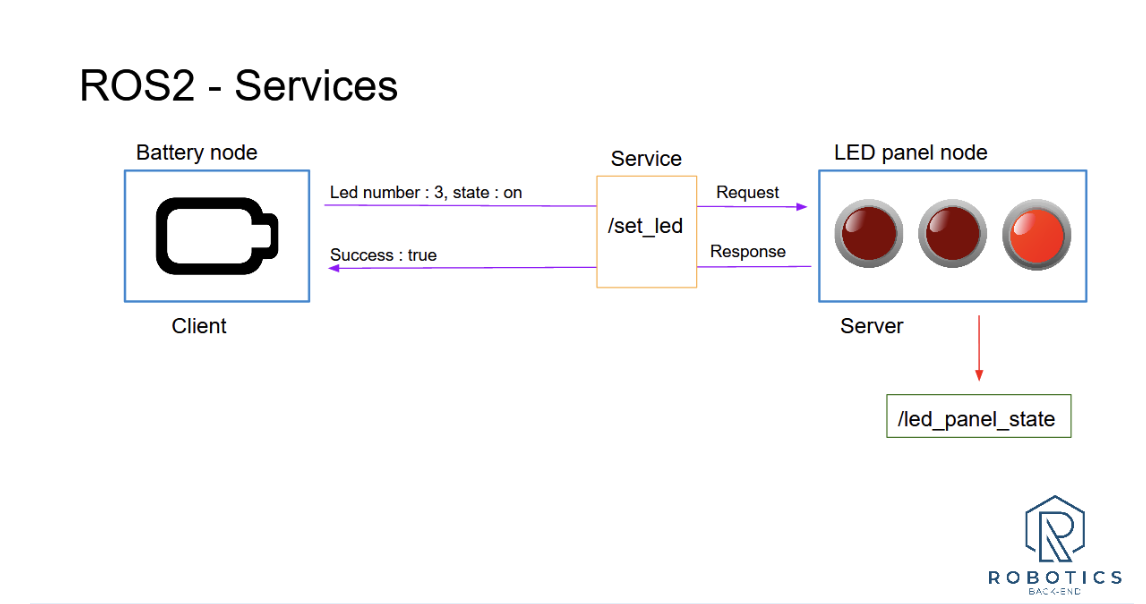 ROS2 - Services
Battery node
Service
LED panel node
Led number : 3, state : on
Request
/set_led
Success : true
Response
Client
Server
/led_panel_state
ROBOTICS
BACK-END